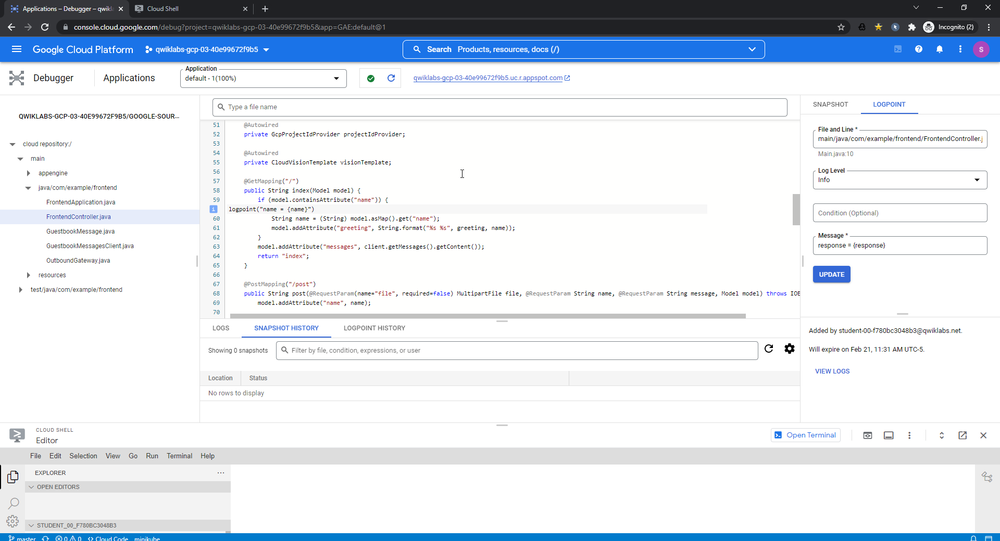 Applications – Debugger – qwikla
Cloud Shell
console.cloud.google.com/debug?project=qwiklabs-gcp-03-40e99672f9b5&app=GAE:default@1
Incognito (2)
Google Cloud Platform
qwiklabs-gcp-03-40e99672f9b5
Search Products, resources, docs (/)
S
Debugger
Applications
Application
default - 1(100%)
qwiklabs-gcp-03-40e99672f9b5.uc.r.appspot.com
QWIKLABS-GCP-03-40E99672F9B5/GOOGLE-SOUR...
cloud repository:/
main
appengine
java/com/example/frontend
FrontendApplication.java
FrontendController.java
GuestbookMessage.java
GuestbookMessagesClient.java
OutboundGateway.java
resources
test/java/com/example/frontend
Type a file name
51 @Autowired
52 private GcpProjectIdProvider projectIdProvider;
53
54 @Autowired
55 private CloudVisionTemplate visionTemplate;
56
57 @GetMapping("/")
58 public String index(Model model) {
59 if (model.containsAttribute("name")) {
i logpoint("name = {name}")
60 String name = (String) model.asMap().get("name");
61 model.addAttribute("greeting", String.format("%s %s", greeting, name));
62 }
63 model.addAttribute("messages", client.getMessages().getContent());
64 return "index";
65 }
66
67 @PostMapping("/post")
68 public String post(@RequestParam(name="file", required=false) MultipartFile file, @RequestParam String name, @RequestParam String message, Model model) throws IOE
69 model.addAttribute("name", name);
70
LOGS
SNAPSHOT HISTORY
LOGPOINT HISTORY
Showing 0 snapshots
Filter by file, condition, expressions, or user
Location
Status
No rows to display
SNAPSHOT
LOGPOINT
File and Line *
main/java/com/example/frontend/FrontendController.j
Main.java:10
Log Level
Info
Condition (Optional)
Message *
response = {response}
UPDATE
Added by student-00-f780bc3048b3@qwiklabs.net.
Will expire on Feb 21, 11:31 AM UTC-5.
VIEW LOGS
CLOUD SHELL
Editor
Open Terminal
File Edit Selection View Go Run Terminal Help
EXPLORER
OPEN EDITORS
STUDENT_00_F780BC3048B3
master 0 0 Cloud Code minikube